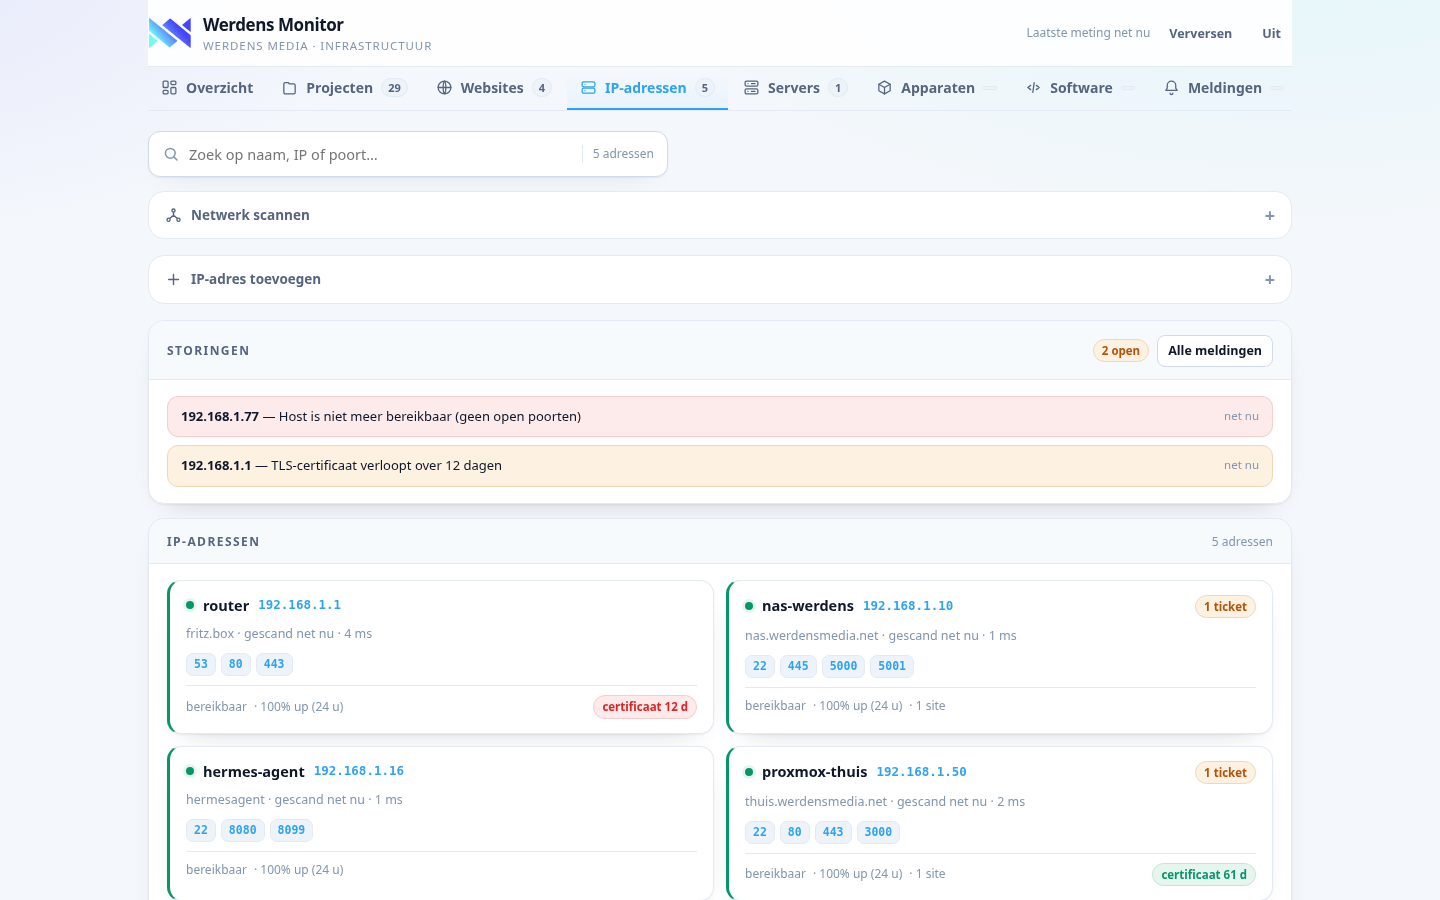 Werdens Monitor
WERDENS MEDIA · INFRASTRUCTUUR
Laatste meting net nu Verversen Uit
Overzicht Projecten 29 Websites 4 IP-adressen 5 Servers 1 Apparaten Software Meldingen
Zoek op naam, IP of poort... 5 adressen
Netwerk scannen +
IP-adres toevoegen +
STORINGEN 2 open Alle meldingen
192.168.1.77 — Host is niet meer bereikbaar (geen open poorten) net nu
192.168.1.1 — TLS-certificaat verloopt over 12 dagen net nu
IP-ADRESSEN 5 adressen
router 192.168.1.1
fritz.box · gescand net nu · 4 ms
53 80 443
bereikbaar · 100% up (24 u) certificaat 12 d
nas-werdens 192.168.1.10 1 ticket
nas.werdensmedia.net · gescand net nu · 1 ms
22 445 5000 5001
bereikbaar · 100% up (24 u) · 1 site
hermes-agent 192.168.1.16
hermesagent · gescand net nu · 1 ms
22 8080 8099
bereikbaar · 100% up (24 u)
proxmox-thuis 192.168.1.50 1 ticket
thuis.werdensmedia.net · gescand net nu · 2 ms
22 80 443 3000
bereikbaar · 100% up (24 u) · 1 site certificaat 61 d